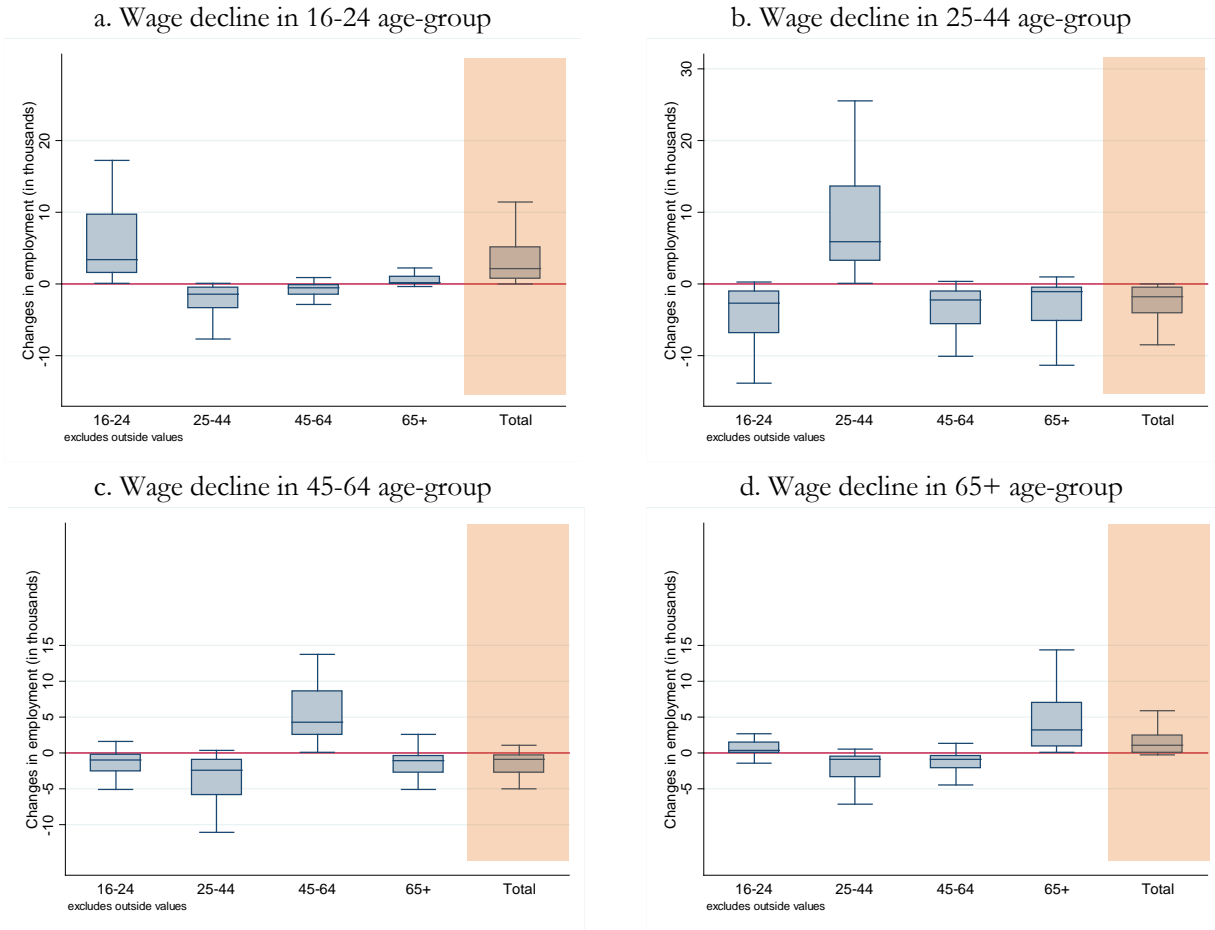 a. Wage decline in 16-24 age-group
Changes in employment (in thousands)
20
10
0
-10
16-24 25-44 45-64 65+ Total
excludes outside values
b. Wage decline in 25-44 age-group
Changes in employment (in thousands)
30
20
10
0
-10
16-24 25-44 45-64 65+ Total
excludes outside values
c. Wage decline in 45-64 age-group
Changes in employment (in thousands)
15
10
5
0
-5
-10
16-24 25-44 45-64 65+ Total
excludes outside values
d. Wage decline in 65+ age-group
Changes in employment (in thousands)
15
10
5
0
-5
16-24 25-44 45-64 65+ Total
excludes outside values